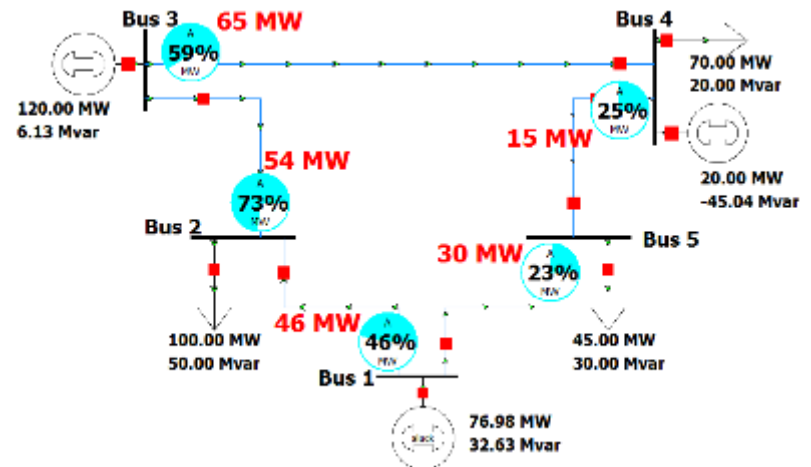 Bus 3
65 MW
Bus 4
A
59%
MW
70.00 MW
20.00 Mvar
A
25%
MW
120.00 MW
6.13 Mvar
15 MW
54 MW
20.00 MW
-45.04 Mvar
A
73%
MW
Bus 2
30 MW
A
23%
MW
Bus 5
46 MW
100.00 MW
50.00 Mvar
A
46%
MW
45.00 MW
30.00 Mvar
Bus 1
slack
76.98 MW
32.63 Mvar